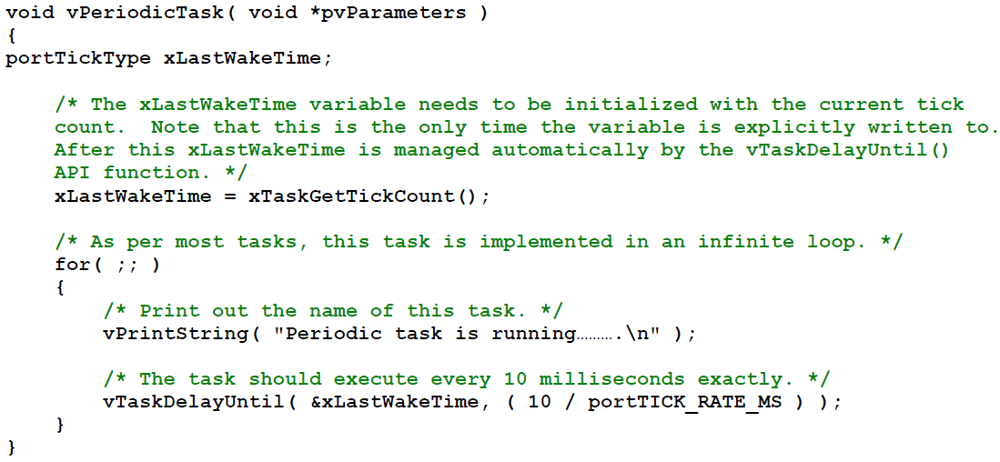 void vPeriodicTask( void *pvParameters )
{
portTickType xLastWakeTime;
/* The xLastWakeTime variable needs to be initialized with the current tick
count.  Note that this is the only time the variable is explicitly written to.
After this xLastWakeTime is managed automatically by the vTaskDelayUntil()
API function. */
xLastWakeTime = xTaskGetTickCount();
/* As per most tasks, this task is implemented in an infinite loop. */
for( ;; )
{
/* Print out the name of this task. */
vPrintString( "Periodic task is running……….\n" );
/* The task should execute every 10 milliseconds exactly. */
vTaskDelayUntil( &xLastWakeTime, ( 10 / portTICK_RATE_MS ) );
}
}